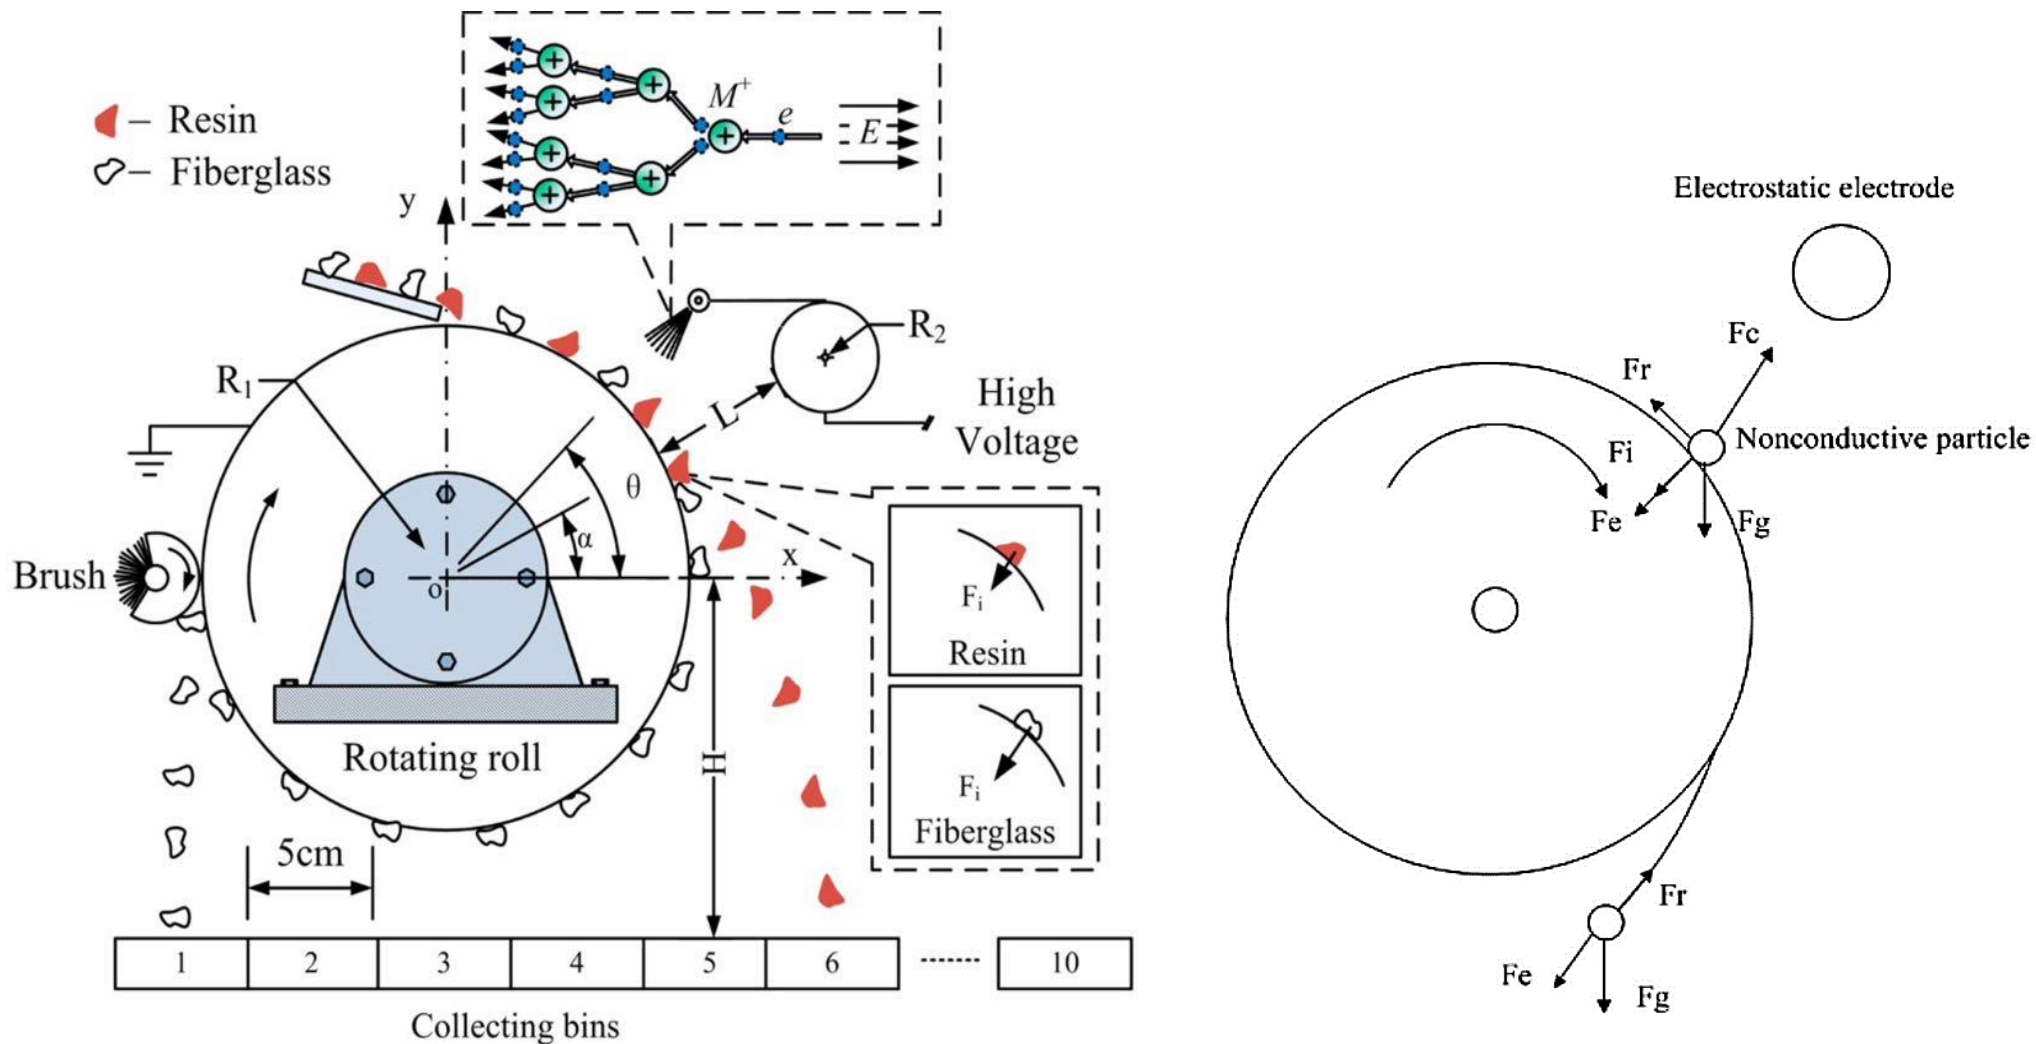 Resin
Fiberglass
M+
e
E
y
R1
R2
L
High
Voltage
θ
α
x
o
Brush
Rotating roll
H
Fi
Resin
Fi
Fiberglass
5cm
1
2
3
4
5
6
10
Collecting bins
Electrostatic electrode
Fc
Fr
Fi
Nonconductive particle
Fe
Fg
Fr
Fe
Fg